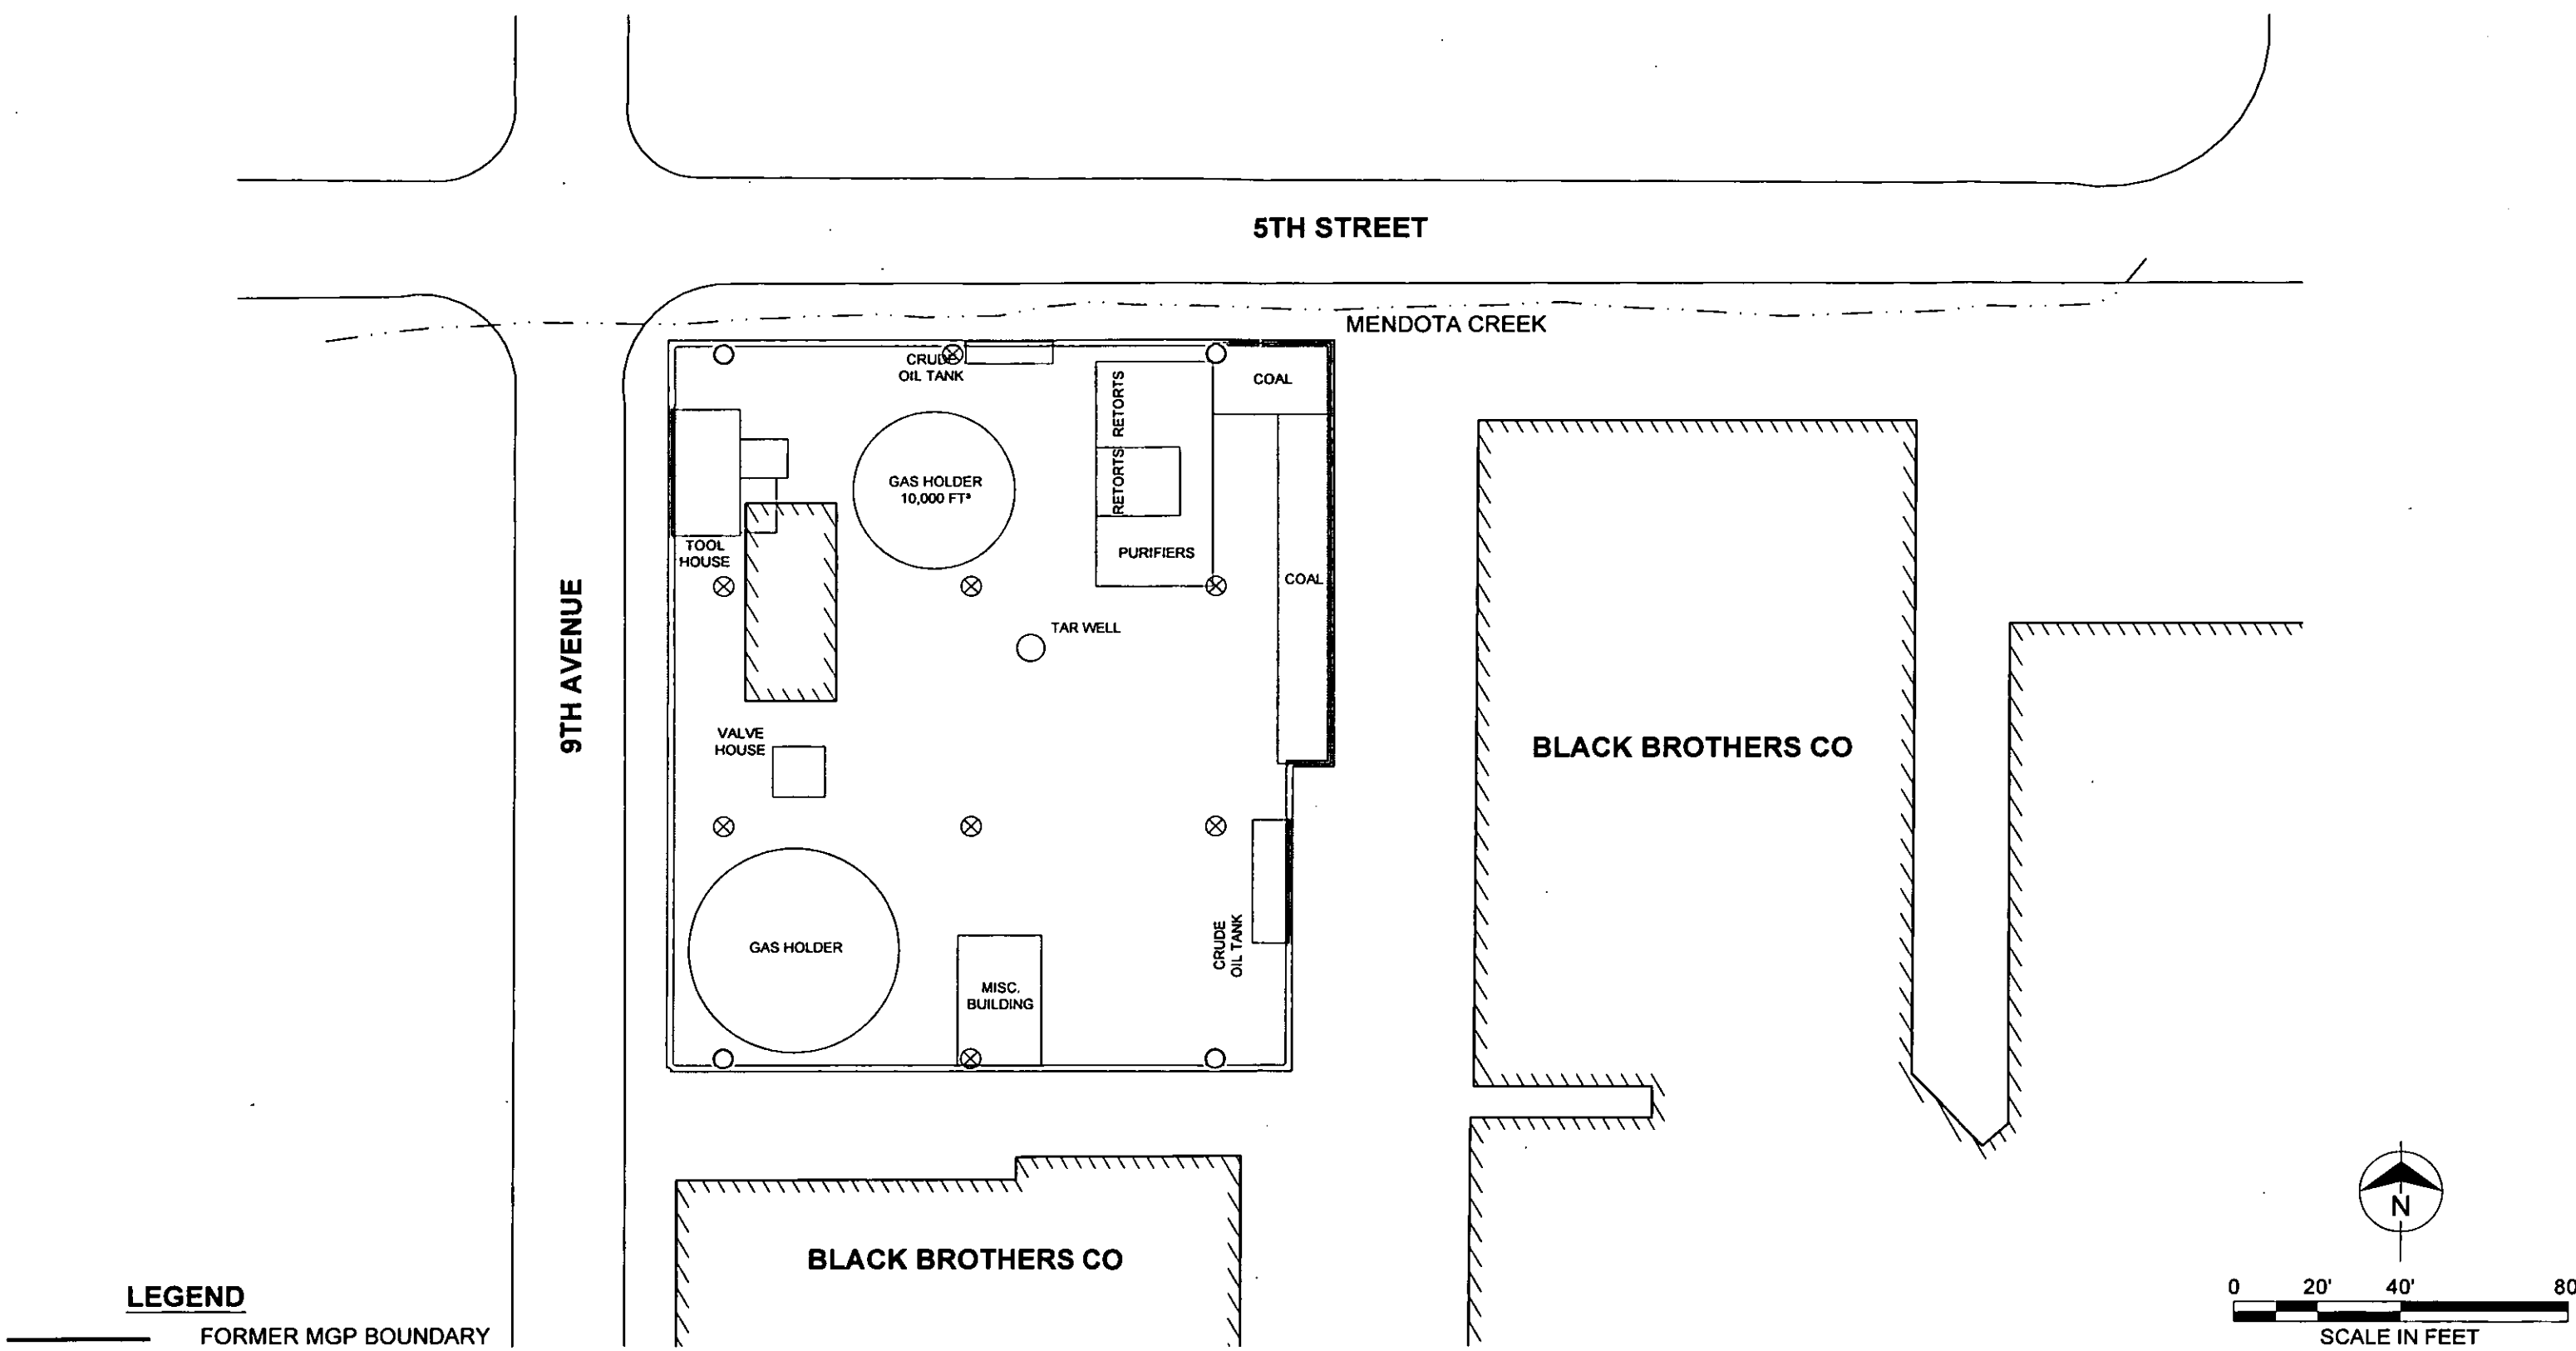 5TH STREET
MENDOTA CREEK
CRUDE
OIL TANK
COAL
RETORTS
RETORTS
GAS HOLDER
10,000 FT³
TOOL
HOUSE
PURIFIERS
COAL
9TH AVENUE
TAR WELL
VALVE
HOUSE
BLACK BROTHERS CO
GAS HOLDER
CRUDE
OIL TANK
MISC.
BUILDING
N
BLACK BROTHERS CO
LEGEND
FORMER MGP BOUNDARY
0 20' 40' 80
SCALE IN FEET